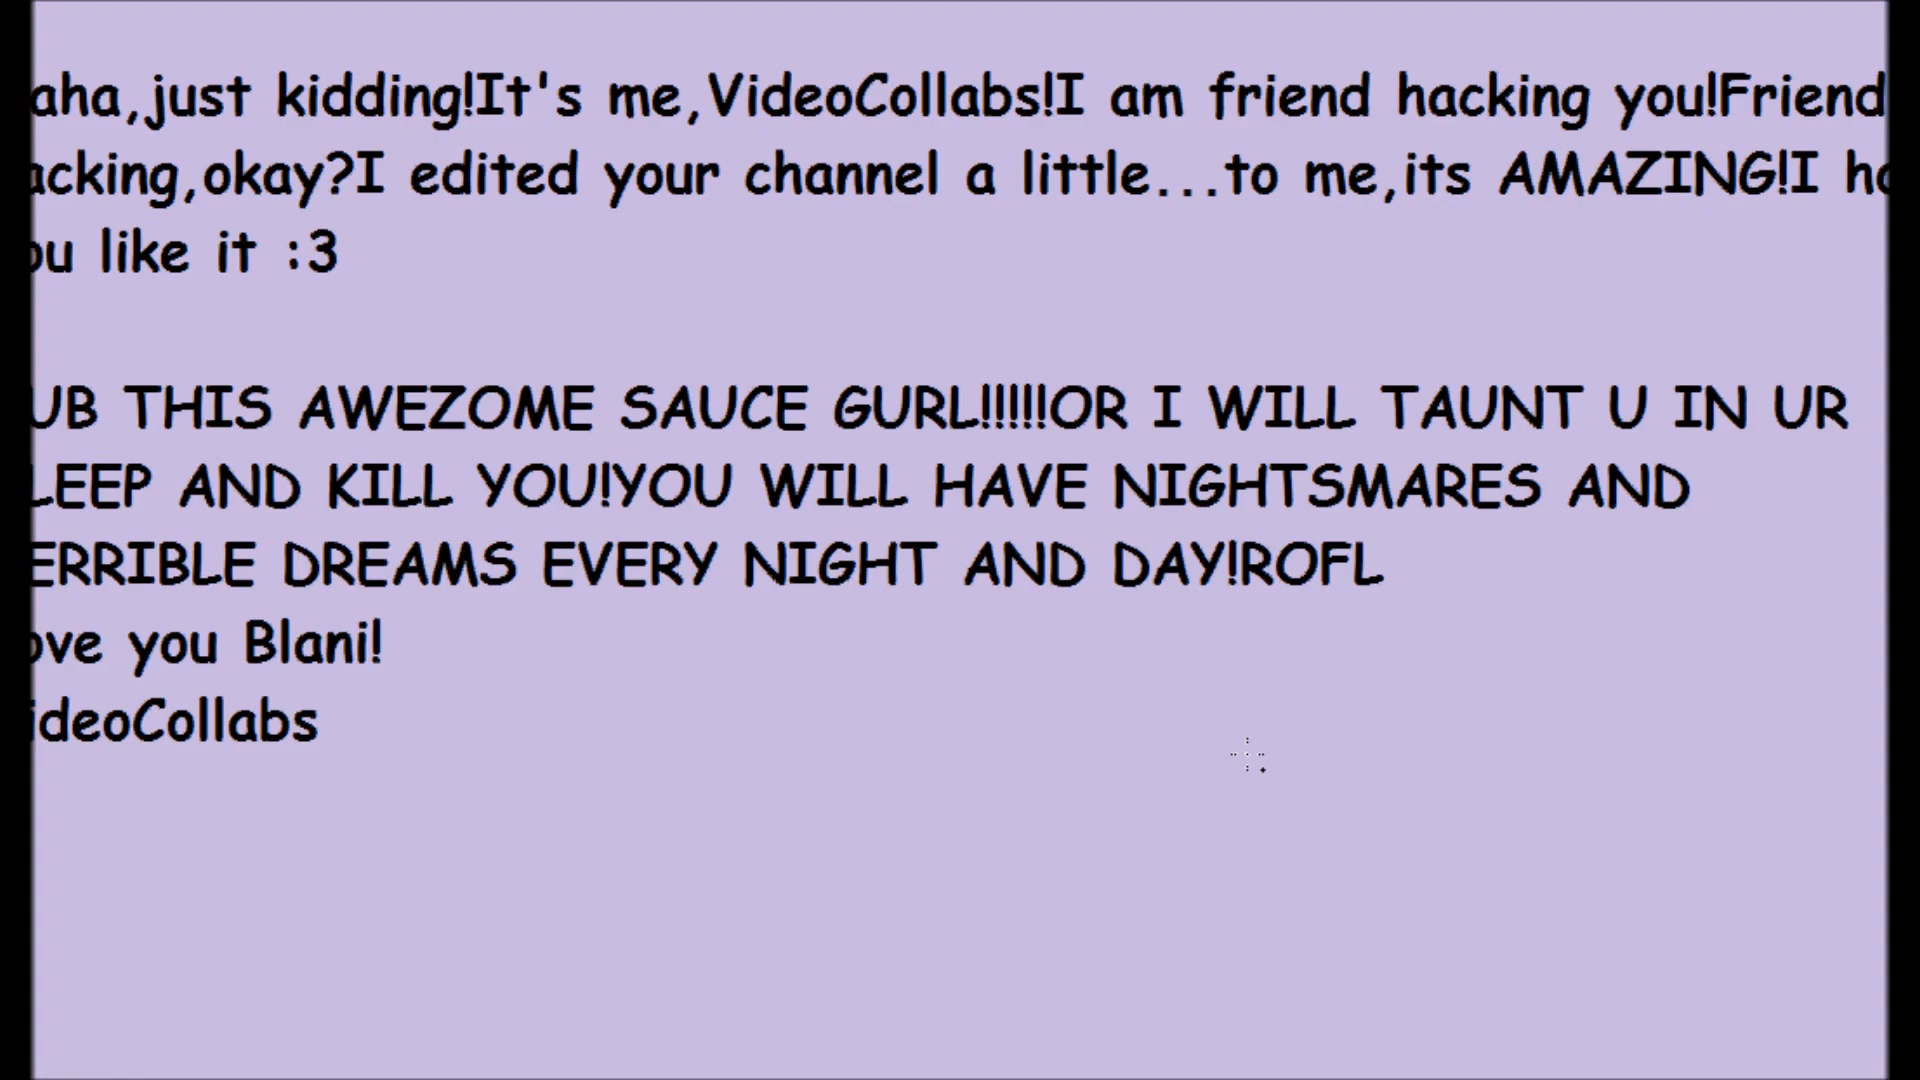 aha,just kidding!It's me,VideoCollabs!I am friend hacking you!Friend
acking,okay?I edited your channel a little...to me,its AMAZING!I ho
ou like it :3
UB THIS AWEZOME SAUCE GURL!!!!!OR I WILL TAUNT U IN UR
LEEP AND KILL YOU!YOU WILL HAVE NIGHTSMARES AND
ERRIBLE DREAMS EVERY NIGHT AND DAY!ROFL
ove you Blani!
ideoCollabs